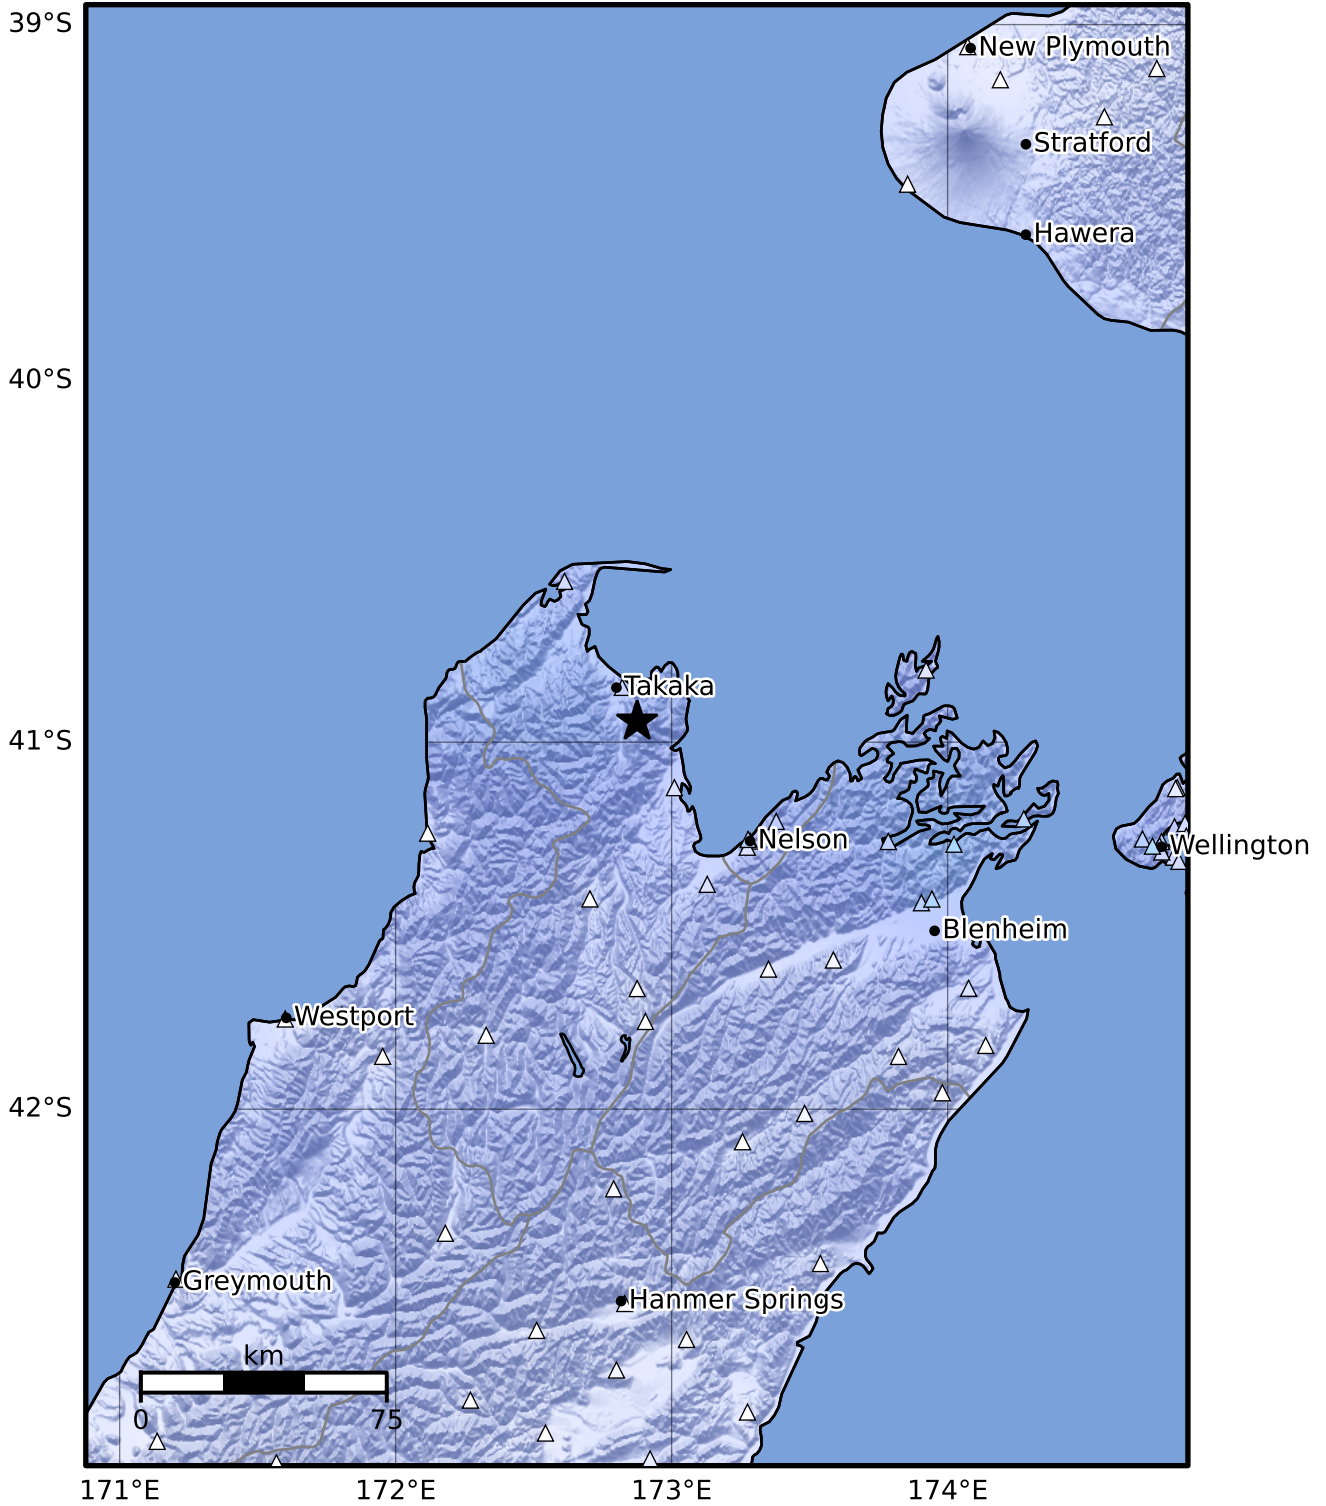 39°S
New Plymouth
Stratford
Hawera
40°S
Takaka
41°S
Nelson
Wellington
Blenheim
Westport
42°S
Greymouth
Hanmer Springs
km
0 75
171°E 172°E 173°E 174°E